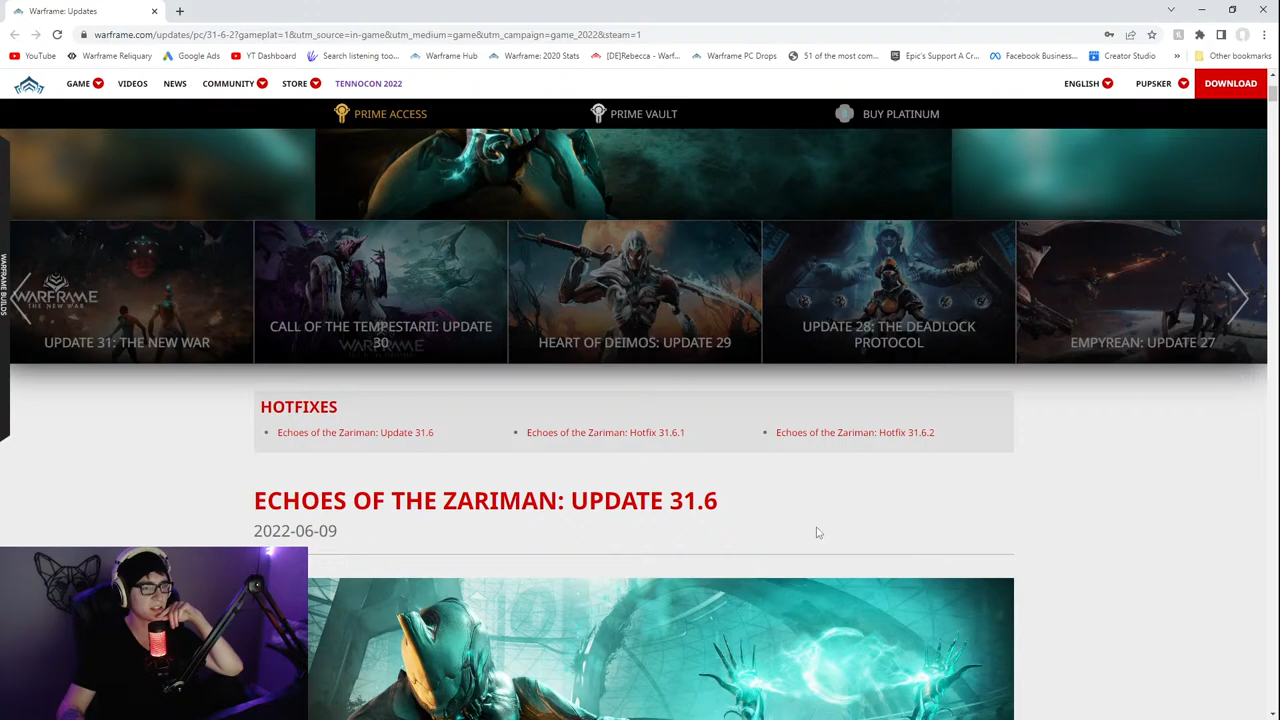 Warframe: Updates
warframe.com/updates/pc/31-6-2?gameplat=1&utm_source=in-game&utm_medium=game&utm_campaign=game_2022&steam=1
YouTube
Warframe Reliquary
Google Ads
YT Dashboard
Search listening too...
Warframe Hub
Warframe: 2020 Stats
[DE]Rebecca - Warf...
Warframe PC Drops
51 of the most com...
Epic's Support A Cr...
Facebook Business...
Creator Studio
Other bookmarks
GAME
VIDEOS
NEWS
COMMUNITY
STORE
TENNOCON 2022
ENGLISH
PUPSKER
DOWNLOAD
PRIME ACCESS
PRIME VAULT
BUY PLATINUM
WARFRAME BUILDS
WARFRAME
THE NEW WAR
UPDATE 31: THE NEW WAR
CALL OF THE TEMPESTARII: UPDATE
30
WARFRAME
HEART OF DEIMOS: UPDATE 29
UPDATE 28: THE DEADLOCK
PROTOCOL
EMPYREAN: UPDATE 27
HOTFIXES
Echoes of the Zariman: Update 31.6
Echoes of the Zariman: Hotfix 31.6.1
Echoes of the Zariman: Hotfix 31.6.2
ECHOES OF THE ZARIMAN: UPDATE 31.6
2022-06-09